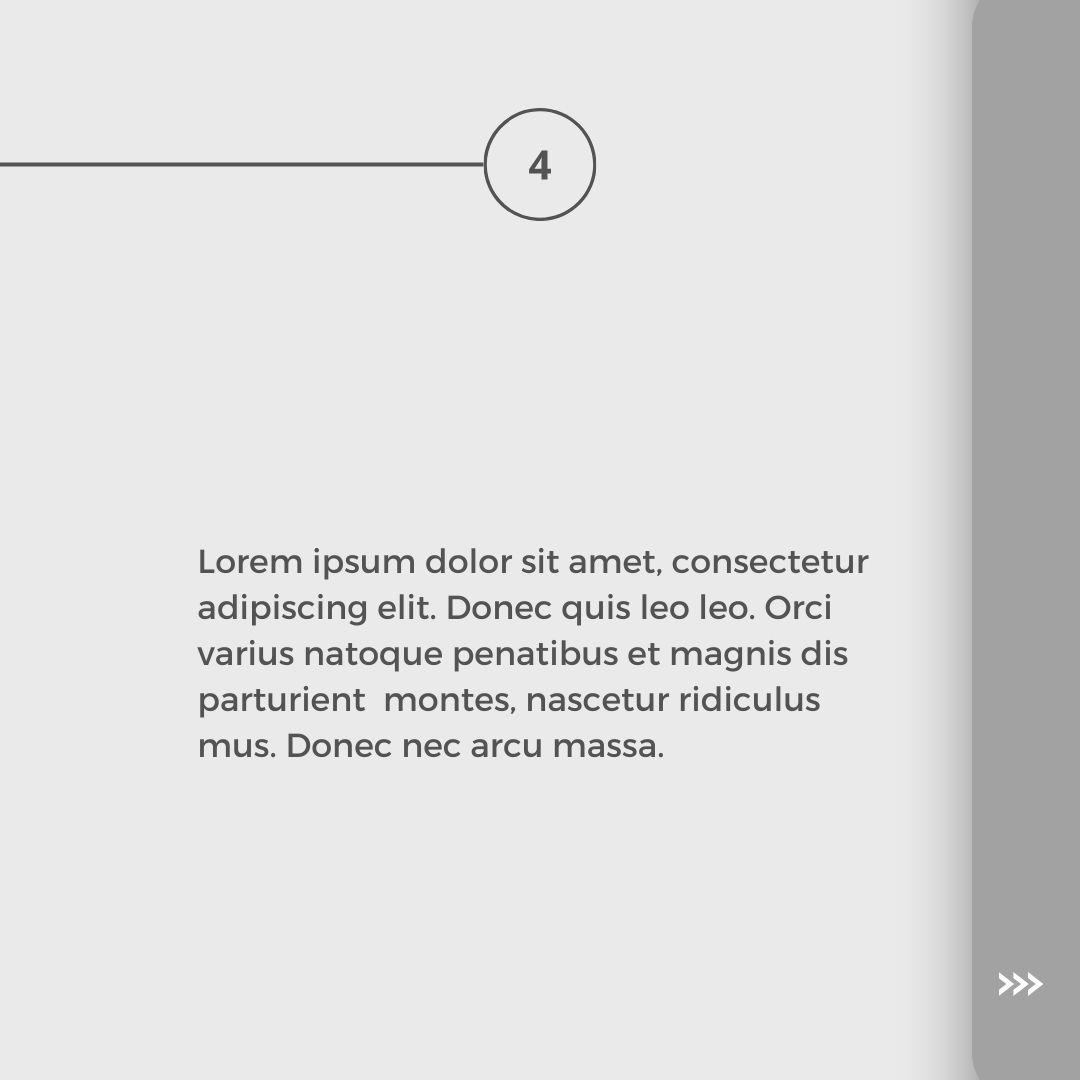 4
Lorem ipsum dolor sit amet, consectetur
adipiscing elit. Donec quis leo leo. Orci
varius natoque penatibus et magnis dis
parturient  montes, nascetur ridiculus
mus. Donec nec arcu massa.